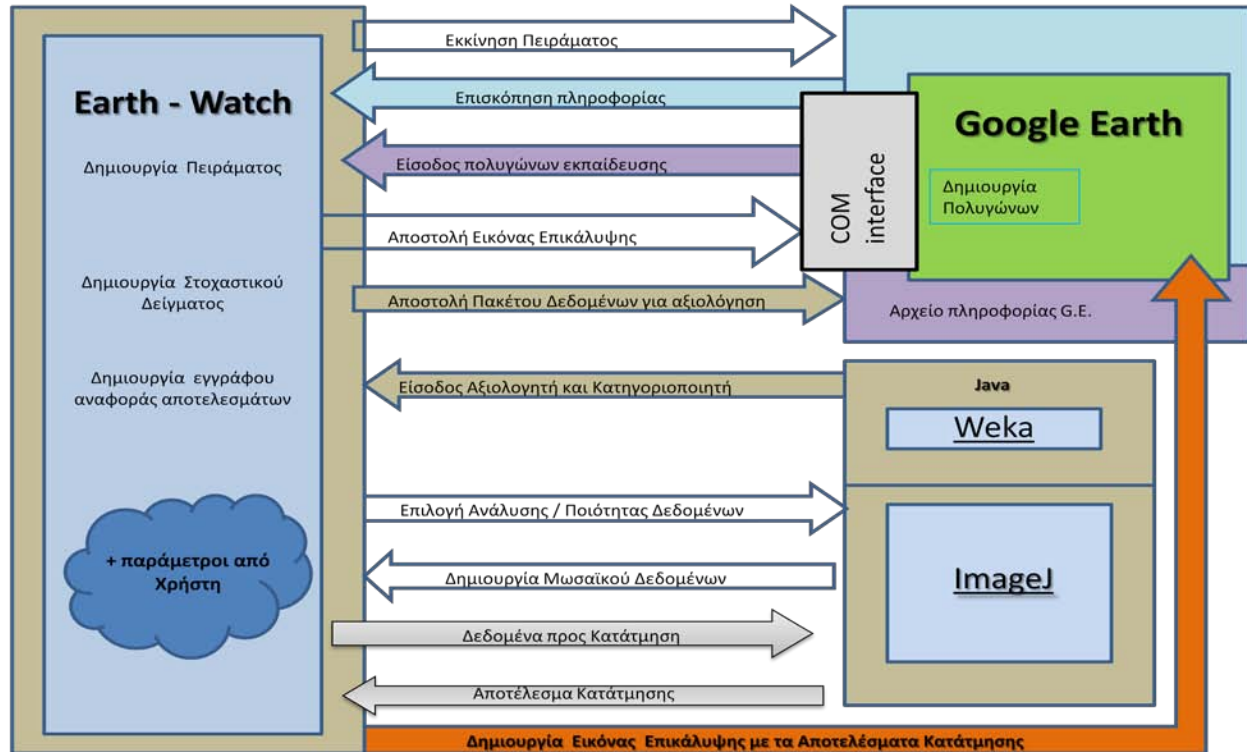 Earth - Watch
Δημιουργία Πειράματος
Δημιουργία Στοχαστικού
Δείγματος
Δημιουργία εγγράφου
αναφοράς αποτελεσμάτων
+ παράμετροι από
Χρήστη
Εκκίνηση Πειράματος
Επισκόπηση πληροφορίας
Είσοδος πολυγώνων εκπαίδευσης
Αποστολή Εικόνας Επικάλυψης
Αποστολή Πακέτου Δεδομένων για αξιολόγηση
Είσοδος Αξιολογητή και Κατηγοριοποιητή
Επιλογή Ανάλυσης / Ποιότητας Δεδομένων
Δημιουργία Μωσαϊκού Δεδομένων
Δεδομένα προς Κατάτμηση
Αποτέλεσμα Κατάτμησης
Δημιουργία Εικόνας Επικάλυψης με τα Αποτελέσματα Κατάτμησης
COM
interface
Google Earth
Δημιουργία
Πολυγώνων
Αρχείο πληροφορίας G.E.
Java
Weka
ImageJ